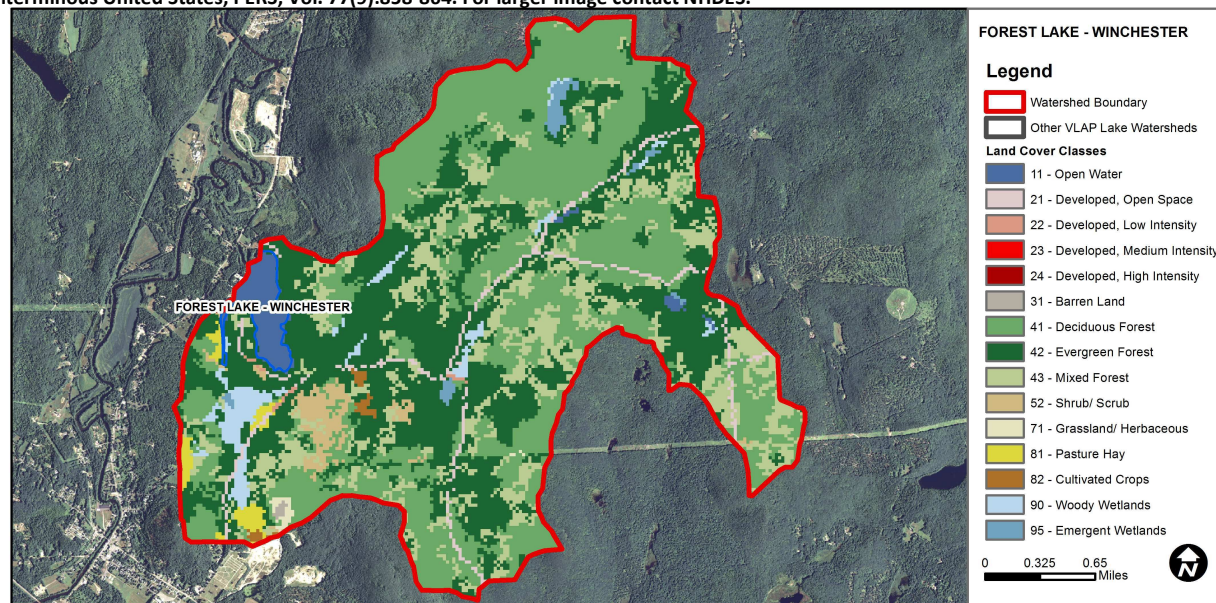 nterminous United States, PERS, Vol. 77(9):858-864. For larger image contact NHDES.
FOREST LAKE - WINCHESTER
Legend
Watershed Boundary
Other VLAP Lake Watersheds
Land Cover Classes
11 - Open Water
21 - Developed, Open Space
22 - Developed, Low Intensity
23 - Developed, Medium Intensity
24 - Developed, High Intensity
31 - Barren Land
41 - Deciduous Forest
42 - Evergreen Forest
43 - Mixed Forest
52 - Shrub/ Scrub
71 - Grassland/ Herbaceous
81 - Pasture Hay
82 - Cultivated Crops
90 - Woody Wetlands
95 - Emergent Wetlands
0 0.325 0.65
Miles
N
FOREST LAKE - WINCHESTER